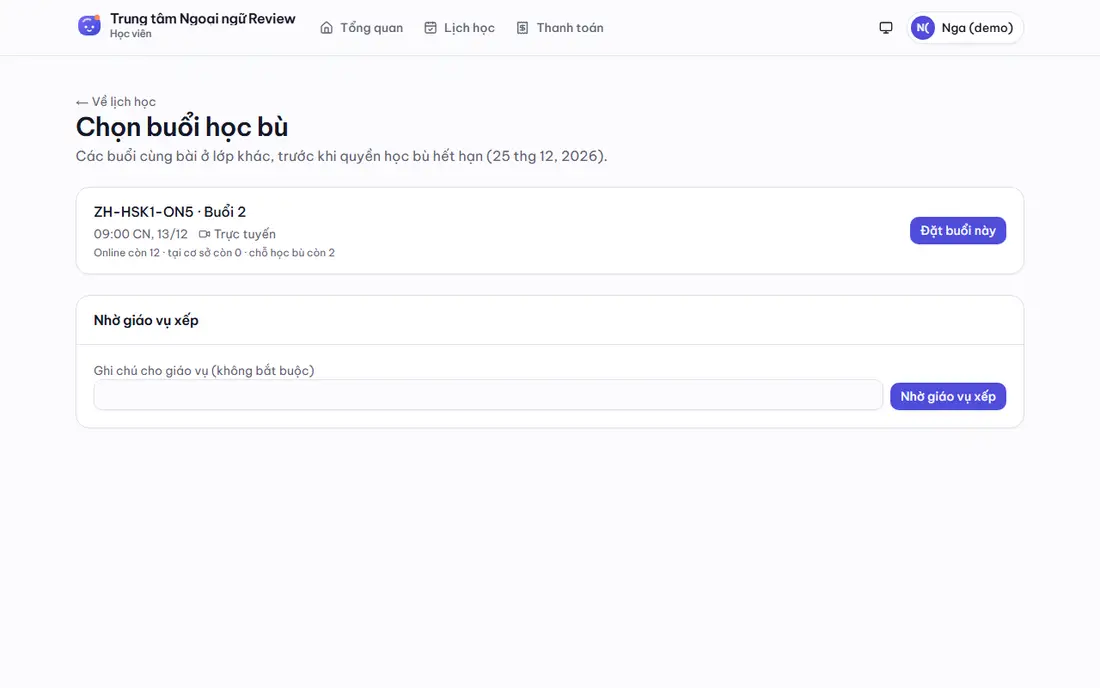 Trung tâm Ngoại ngữ Review
Học viên
Tổng quan
Lịch học
Thanh toán
N(
Nga (demo)
← Về lịch học
Chọn buổi học bù
Các buổi cùng bài ở lớp khác, trước khi quyền học bù hết hạn (25 thg 12, 2026).
ZH-HSK1-ON5 · Buổi 2
09:00 CN, 13/12 Trực tuyến
Online còn 12 · tại cơ sở còn 0 · chỗ học bù còn 2
Đặt buổi này
Nhờ giáo vụ xếp
Ghi chú cho giáo vụ (không bắt buộc)
Nhờ giáo vụ xếp